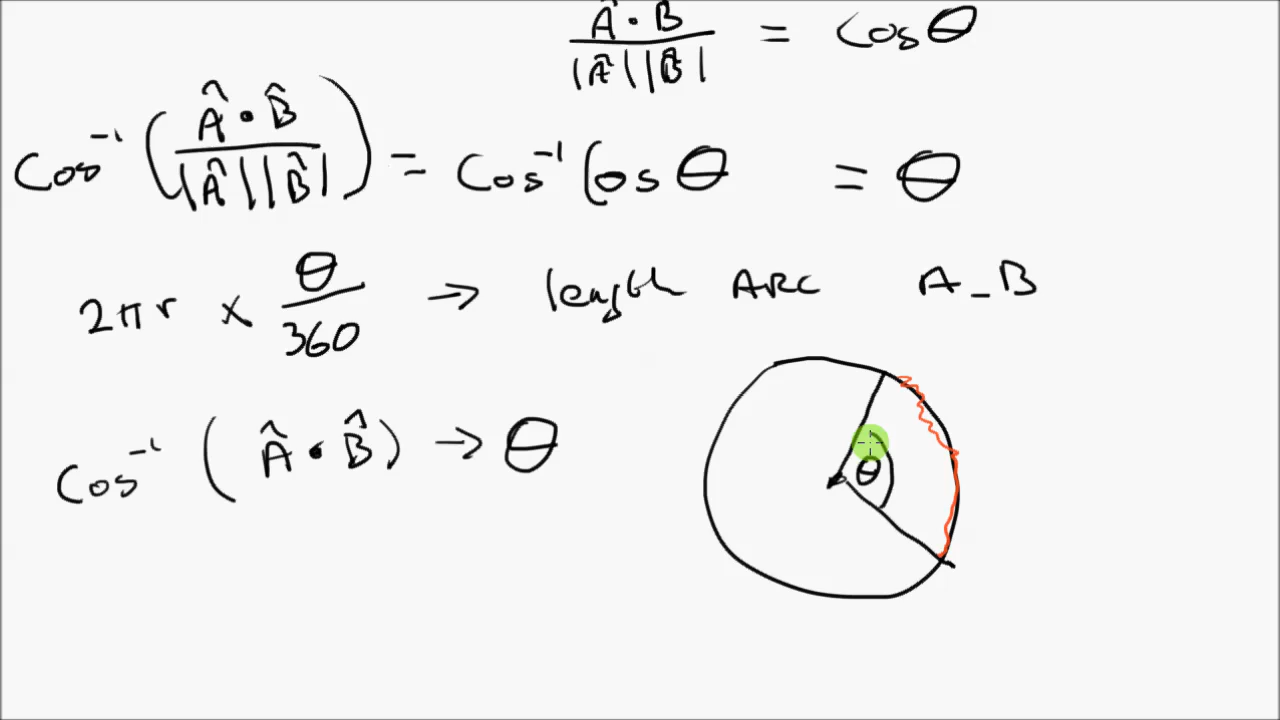 Â · B / |Â| |B̂| = Cos θ
Cos⁻¹ (Â · B̂ / |Â| |B̂|) = Cos⁻¹ (Cos θ = θ
2πr × θ/360 → length ARC A_B
Cos⁻¹ (Â · B̂) → θ
θ